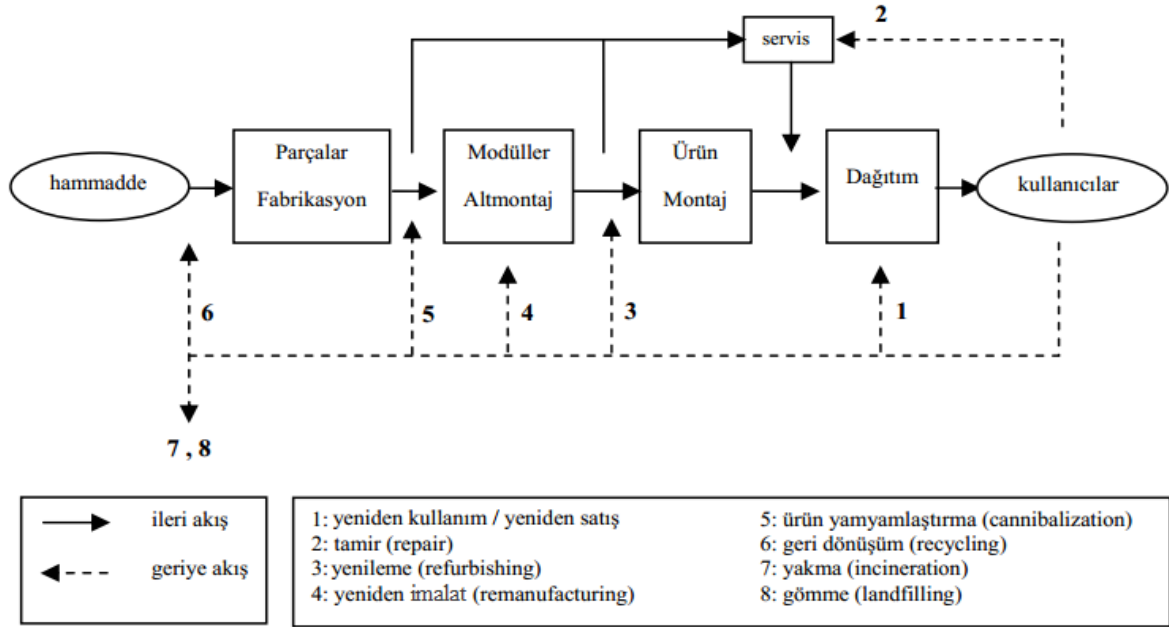 2
servis
hammadde
Parçalar
Fabrikasyon
Modüller
Altmontaj
Ürün
Montaj
Dağıtım
kullanıcılar
6
5
4
3
1
7 , 8
ileri akış
geriye akış
1: yeniden kullanım / yeniden satış
2: tamir (repair)
3: yenileme (refurbishing)
4: yeniden imalat (remanufacturing)
5: ürün yamyamlaştırma (cannibalization)
6: geri dönüşüm (recycling)
7: yakma (incineration)
8: gömme (landfilling)